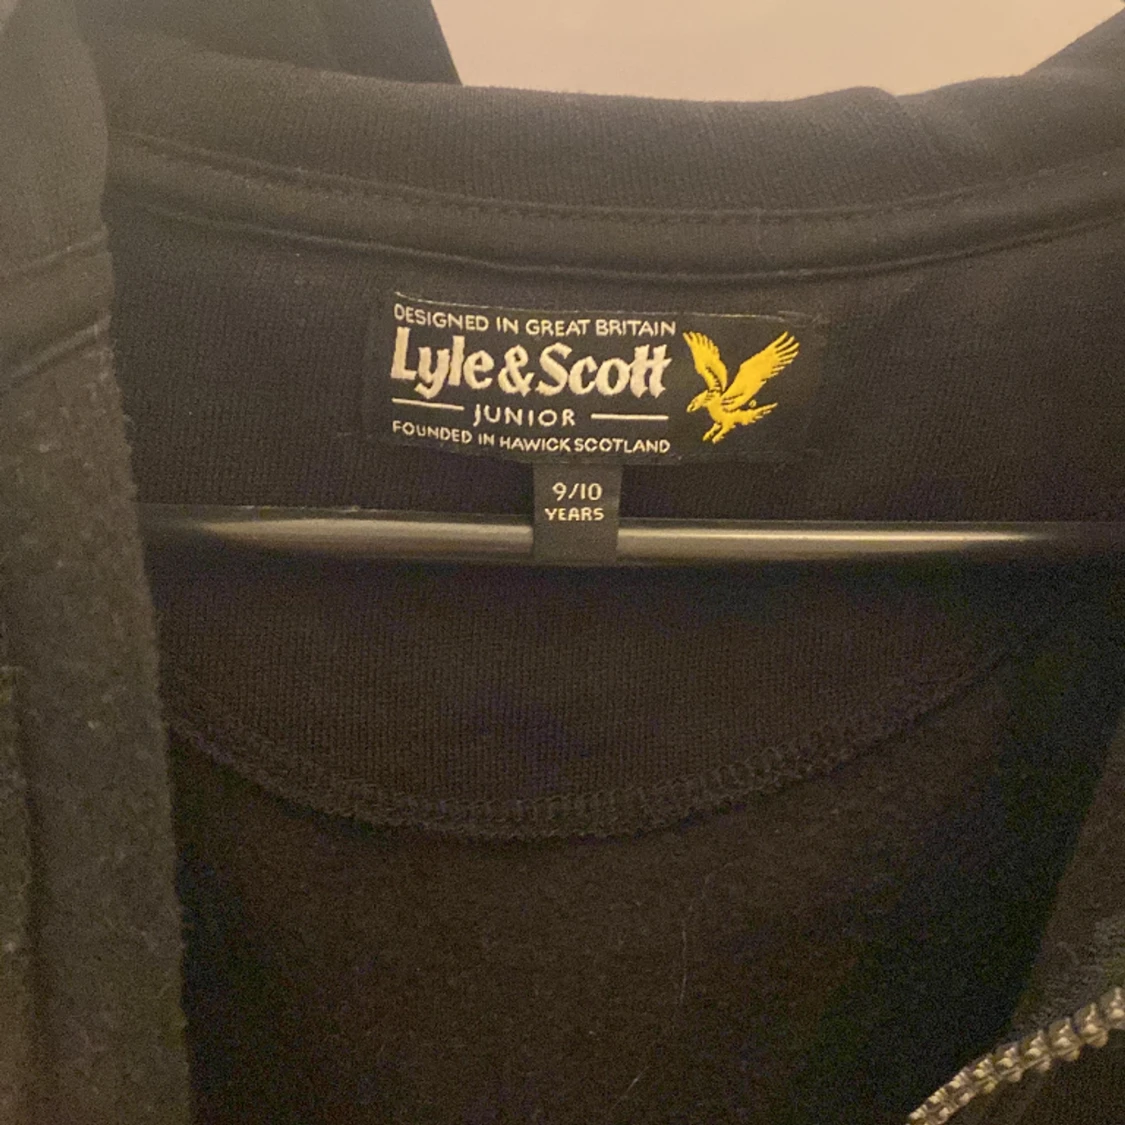 DESIGNED IN GREAT BRITAIN
Lyle & Scott
JUNIOR
FOUNDED IN HAWICK SCOTLAND
9/10
YEARS